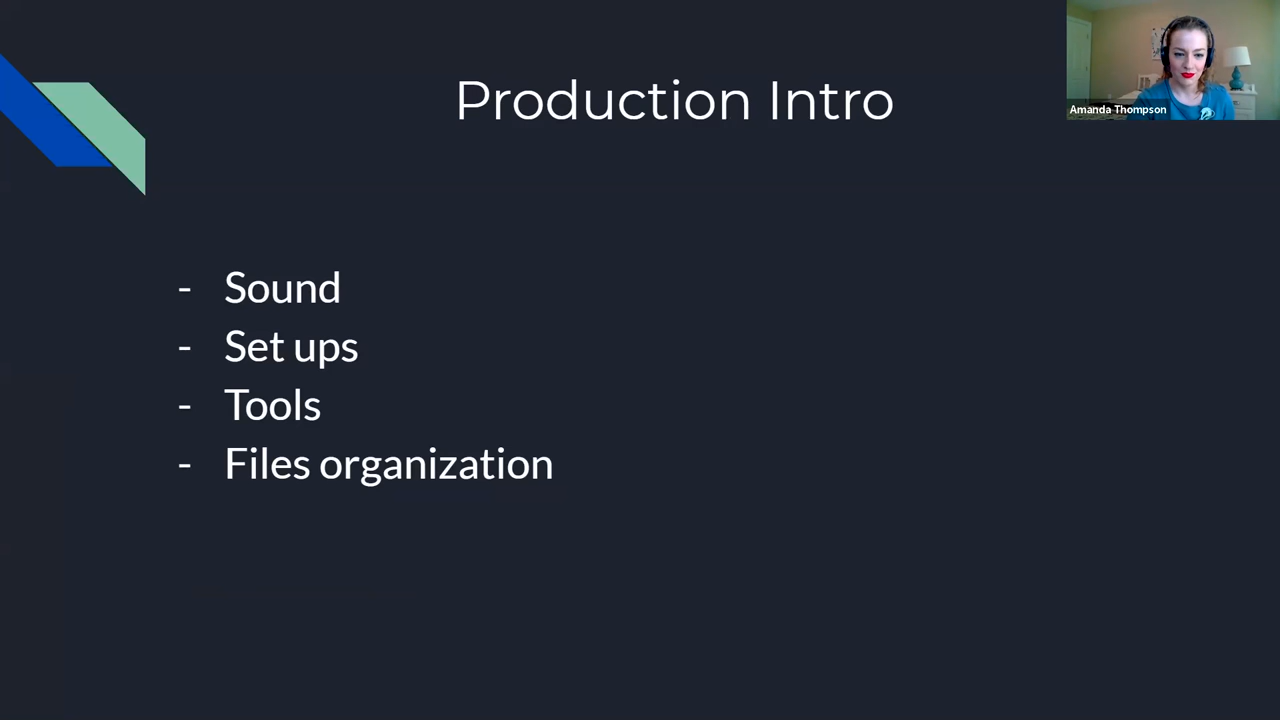 Production Intro
Amanda Thompson
- Sound
- Set ups
- Tools
- Files organization